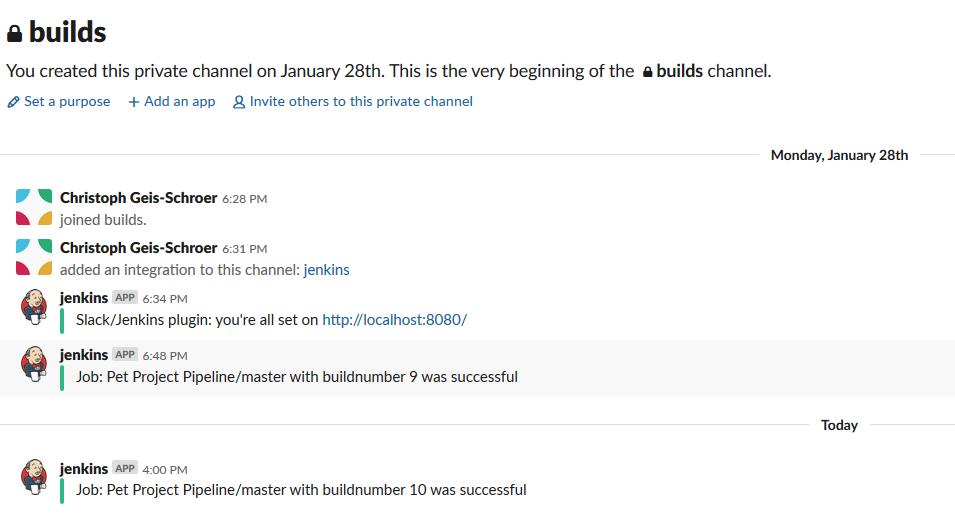 builds
You created this private channel on January 28th. This is the very beginning of the builds channel.
Set a purpose + Add an app Invite others to this private channel
Monday, January 28th
Christoph Geis-Schroer 6:28 PM
joined builds.
Christoph Geis-Schroer 6:31 PM
added an integration to this channel: jenkins
jenkins APP 6:34 PM
Slack/Jenkins plugin: you're all set on http://localhost:8080/
jenkins APP 6:48 PM
Job: Pet Project Pipeline/master with buildnumber 9 was successful
Today
jenkins APP 4:00 PM
Job: Pet Project Pipeline/master with buildnumber 10 was successful